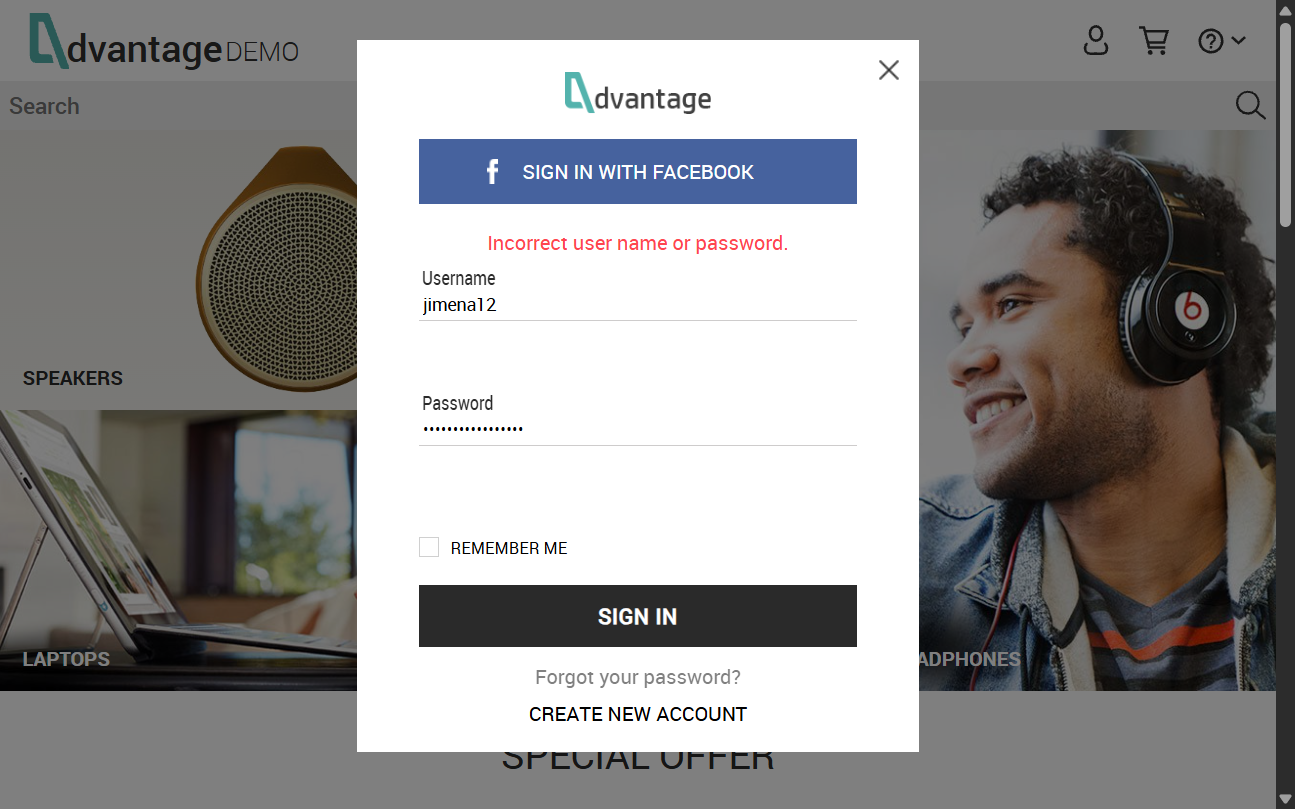 dvantage DEMO
Search
dvantage
SIGN IN WITH FACEBOOK
Incorrect user name or password.
Username
jimena12
SPEAKERS
Password
•••••••••••••••••
REMEMBER ME
SIGN IN
LAPTOPS
ADPHONES
Forgot your password?
CREATE NEW ACCOUNT
SPECIAL OFFER